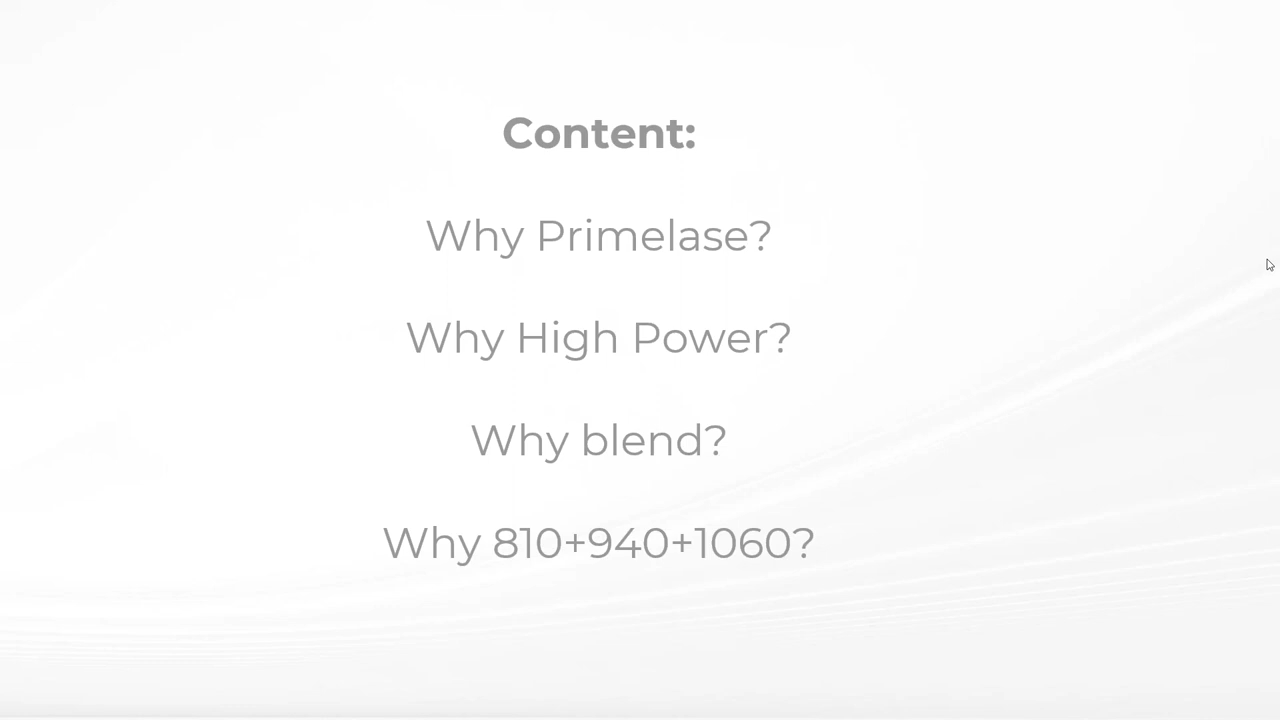 Content:
Why Primelase?
Why High Power?
Why blend?
Why 810+940+1060?